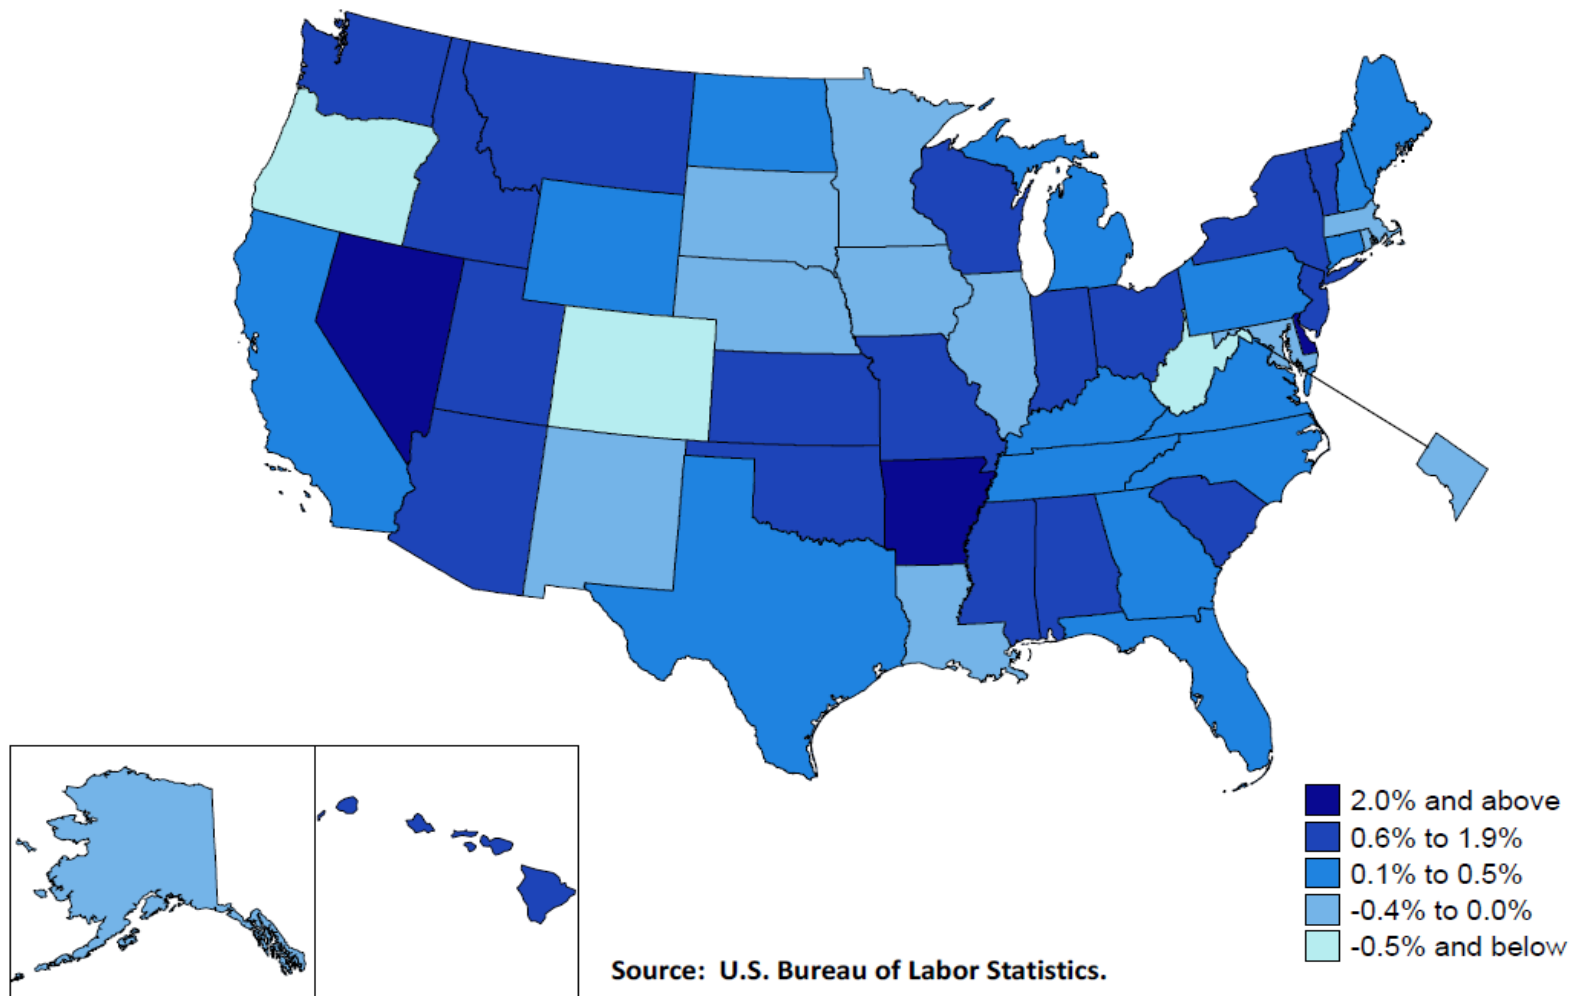 2.0% and above
0.6% to 1.9%
0.1% to 0.5%
-0.4% to 0.0%
-0.5% and below
Source: U.S. Bureau of Labor Statistics.